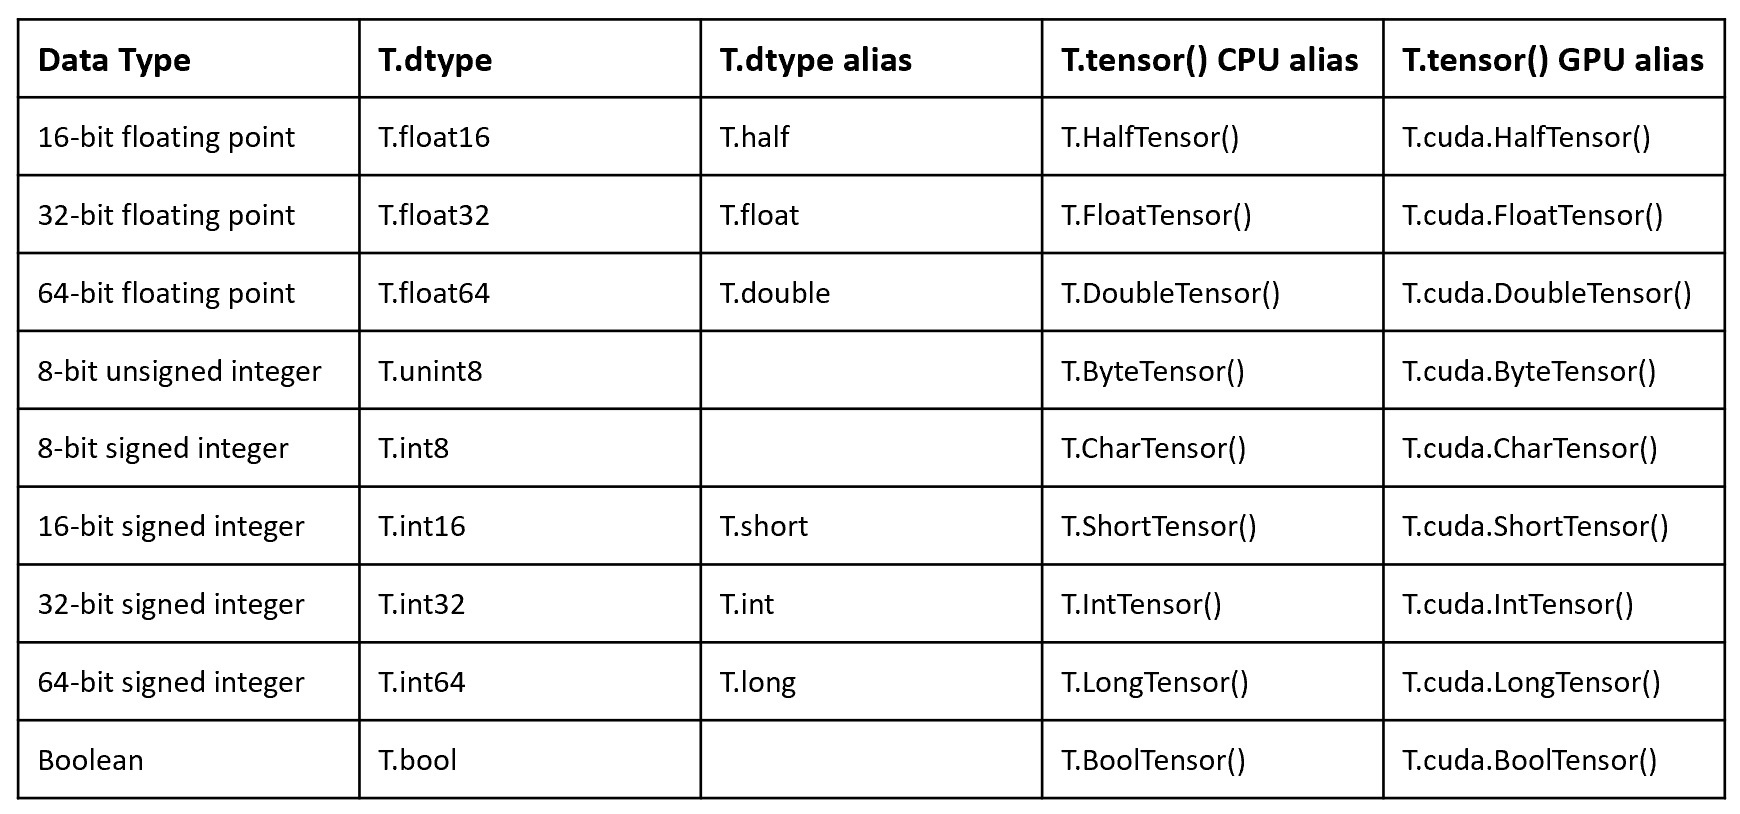 Data Type T.dtype T.dtype alias T.tensor() CPU alias T.tensor() GPU alias
16-bit floating point T.float16 T.half T.HalfTensor() T.cuda.HalfTensor()
32-bit floating point T.float32 T.float T.FloatTensor() T.cuda.FloatTensor()
64-bit floating point T.float64 T.double T.DoubleTensor() T.cuda.DoubleTensor()
8-bit unsigned integer T.unint8 T.ByteTensor() T.cuda.ByteTensor()
8-bit signed integer T.int8 T.CharTensor() T.cuda.CharTensor()
16-bit signed integer T.int16 T.short T.ShortTensor() T.cuda.ShortTensor()
32-bit signed integer T.int32 T.int T.IntTensor() T.cuda.IntTensor()
64-bit signed integer T.int64 T.long T.LongTensor() T.cuda.LongTensor()
Boolean T.bool T.BoolTensor() T.cuda.BoolTensor()